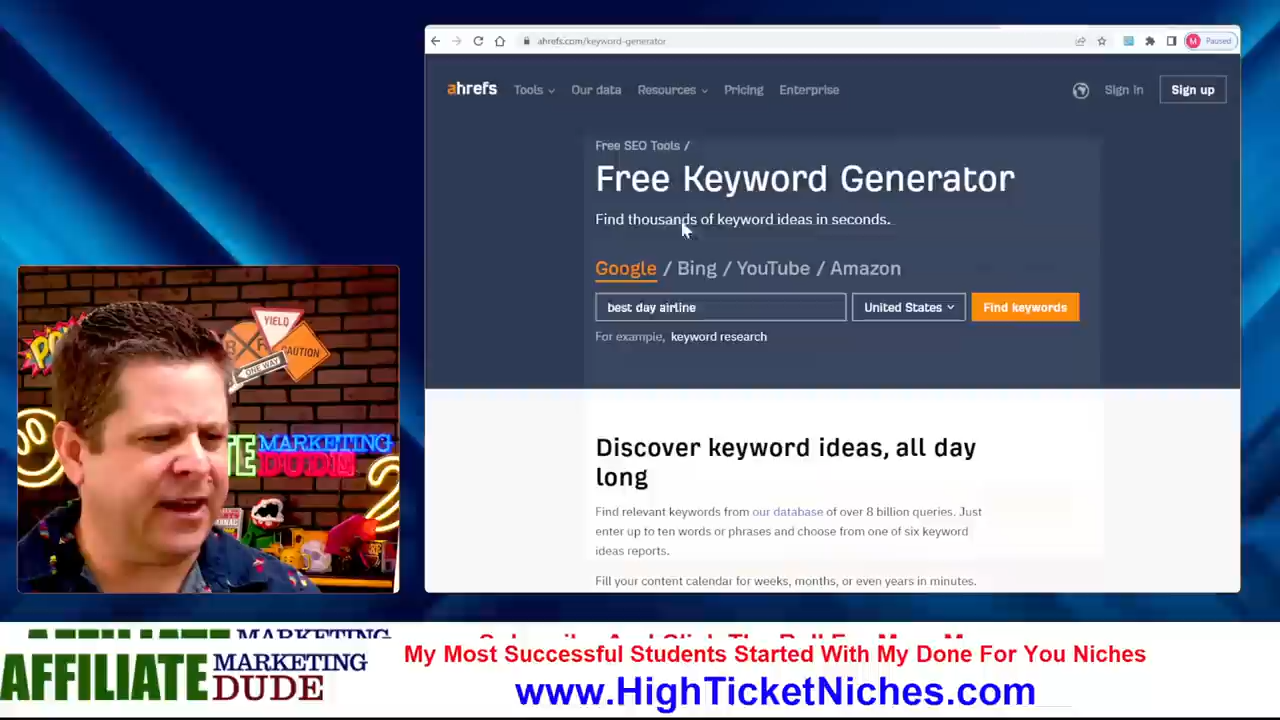 ahrefs.com/keyword-generator
M Paused
ahrefs Tools Our data Resources Pricing Enterprise Sign in Sign up
Free SEO Tools /
Free Keyword Generator
Find thousands of keyword ideas in seconds.
Google / Bing / YouTube / Amazon
best day airline United States Find keywords
For example, keyword research
Discover keyword ideas, all day
long
Find relevant keywords from our database of over 8 billion queries. Just
enter up to ten words or phrases and choose from one of six keyword
ideas reports.
Fill your content calendar for weeks, months, or even years in minutes.
YIELD
CAUTION
ONE WAY
TE MARKETING
DUDE
2
AFFILIATE MARKETING DUDE
My Most Successful Students Started With My Done For You Niches
www.HighTicketNiches.com